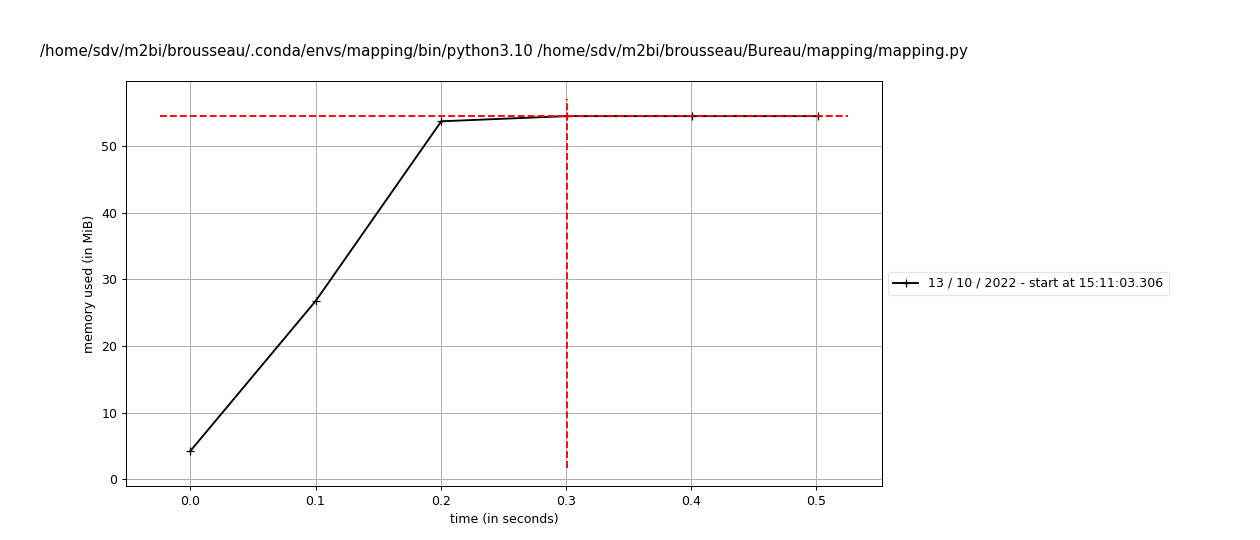 /home/sdv/m2bi/brousseau/.conda/envs/mapping/bin/python3.10 /home/sdv/m2bi/brousseau/Bureau/mapping/mapping.py
memory used (in MiB)
50
40
30
20
10
0
0.0 0.1 0.2 0.3 0.4 0.5
time (in seconds)
13 / 10 / 2022 - start at 15:11:03.306